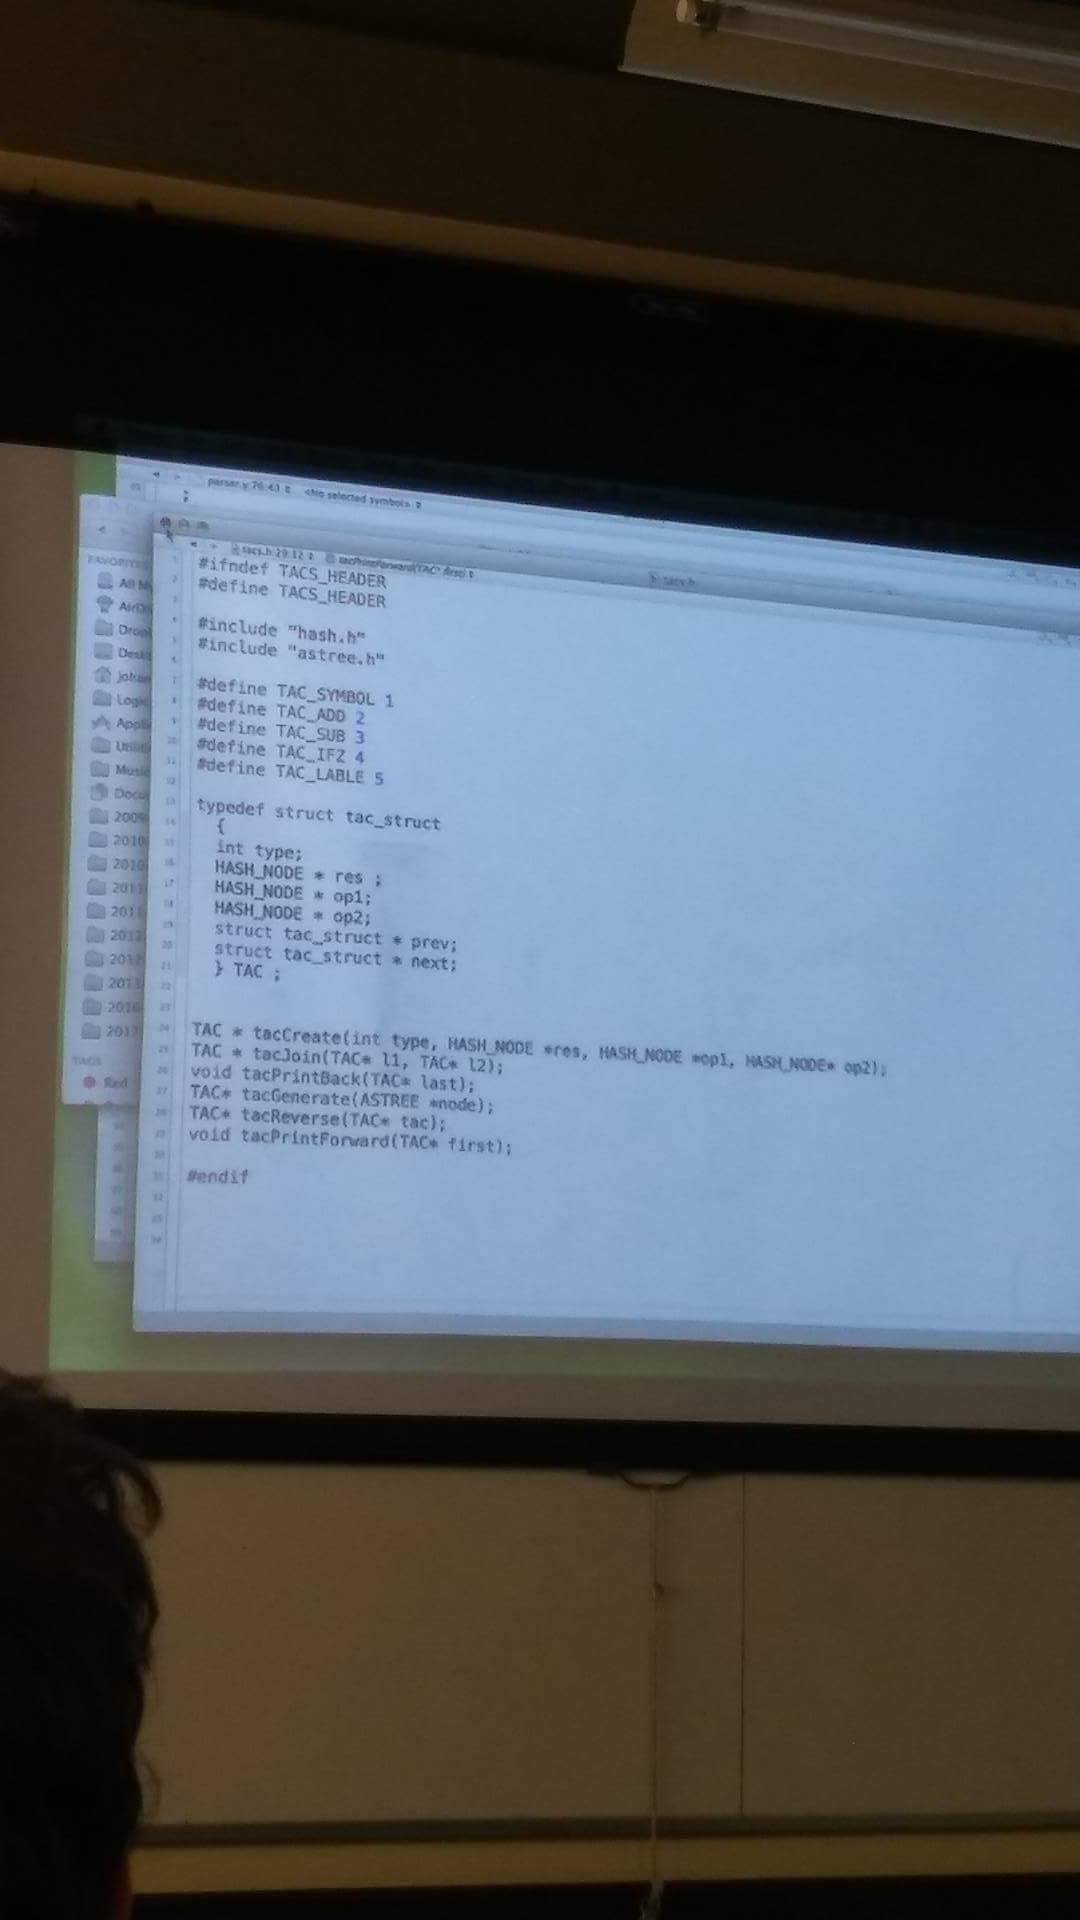 parser.y:76:43 <No selected symbol>
tacs.h:29:12 tacPrintForward(TAC* first)
tacs.h
#ifndef TACS_HEADER
#define TACS_HEADER
#include "hash.h"
#include "astree.h"
#define TAC_SYMBOL 1
#define TAC_ADD 2
#define TAC_SUB 3
#define TAC_IFZ 4
#define TAC_LABLE 5
typedef struct tac_struct
{
int type;
HASH_NODE * res ;
HASH_NODE * op1;
HASH_NODE * op2;
struct tac_struct * prev;
struct tac_struct * next;
} TAC ;
TAC * tacCreate(int type, HASH_NODE *res, HASH_NODE *op1, HASH_NODE* op2);
TAC * tacJoin(TAC* l1, TAC* l2);
void tacPrintBack(TAC* last);
TAC* tacGenerate(ASTREE *node);
TAC* tacReverse(TAC* tac);
void tacPrintForward(TAC* first);
#endif
FAVORITES
All M
AirD
Drop
Desk
johan
Logic
Appli
Utiliti
Music
Docu
2009
2010
2010
2011
2011
2012
2012
2013
2016
2017
TAGS
Red